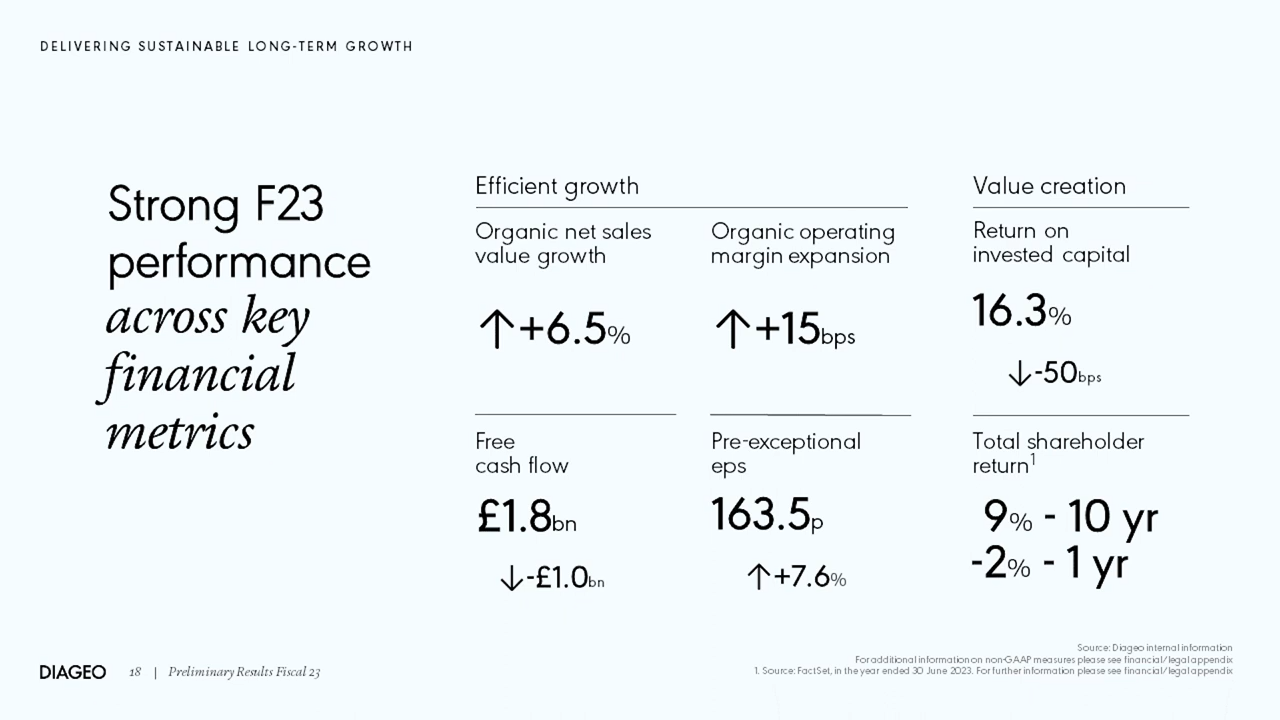 DELIVERING SUSTAINABLE LONG-TERM GROWTH
Strong F23
performance
across key
financial
metrics
Efficient growth
Organic net sales
value growth
↑+6.5%
Organic operating
margin expansion
↑+15bps
Value creation
Return on
invested capital
16.3%
↓-50bps
Free
cash flow
£1.8bn
↓-£1.0bn
Pre-exceptional
eps
163.5p
↑+7.6%
Total shareholder
return1
9% - 10 yr
-2% - 1 yr
Source: Diageo internal information
For additional information on non-GAAP measures please see financial/legal appendix
1. Source: FactSet, in the year ended 30 June 2023. For further information please see financial/legal appendix
DIAGEO 18 | Preliminary Results Fiscal 23